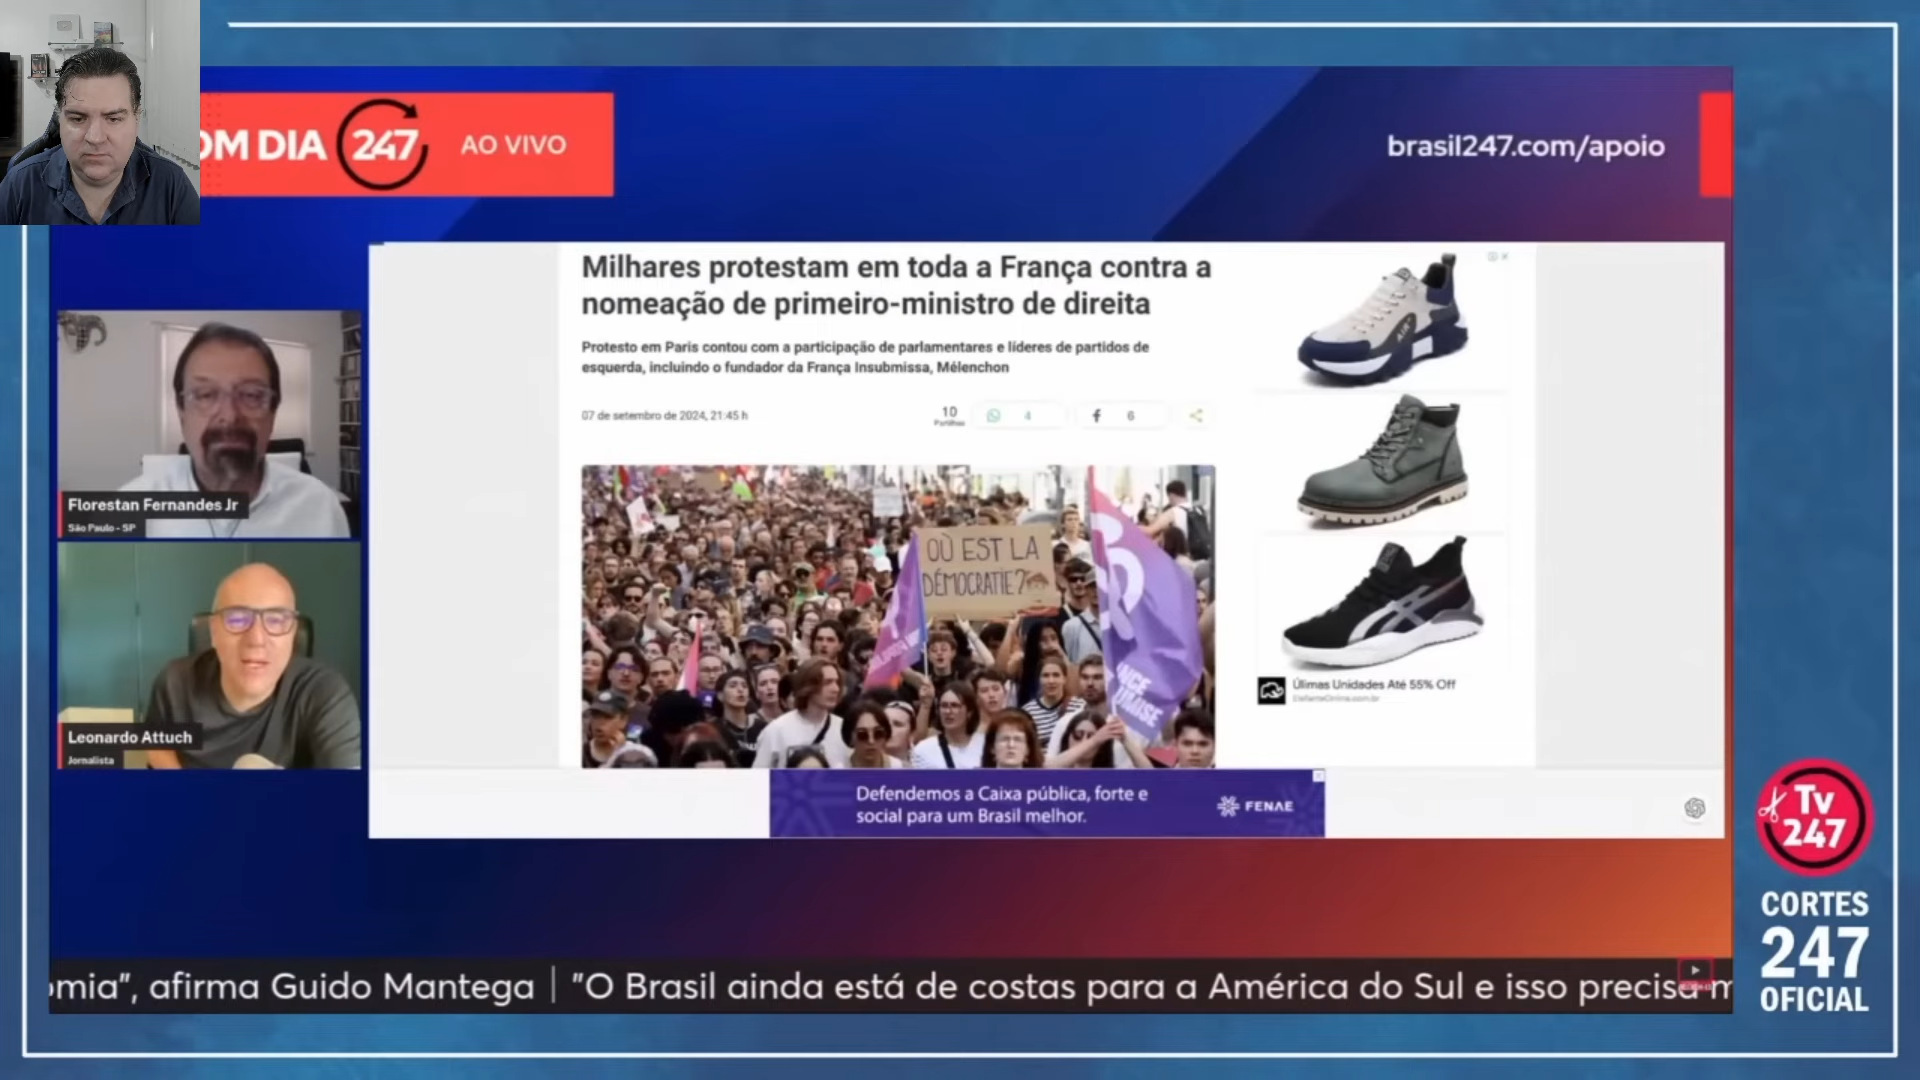 OM DIA
247
AO VIVO
brasil247.com/apoio
Milhares protestam em toda a França contra a
nomeação de primeiro-ministro de direita
Protesto em Paris contou com a participação de parlamentares e líderes de partidos de
esquerda, incluindo o fundador da França Insubmissa, Mélenchon
07 de setembro de 2024, 21:45 h
10
Partilhas
4
6
Florestan Fernandes Jr
São Paulo - SP
OÙ EST LA
DÉMOCRATIE?
Leonardo Attuch
Jornalista
Úlimas Unidades Até 55% Off
Defendemos a Caixa pública, forte e
social para um Brasil melhor.
FENAE
Tv
247
CORTES
247
OFICIAL
omia", afirma Guido Mantega | "O Brasil ainda está de costas para a América do Sul e isso precisa m